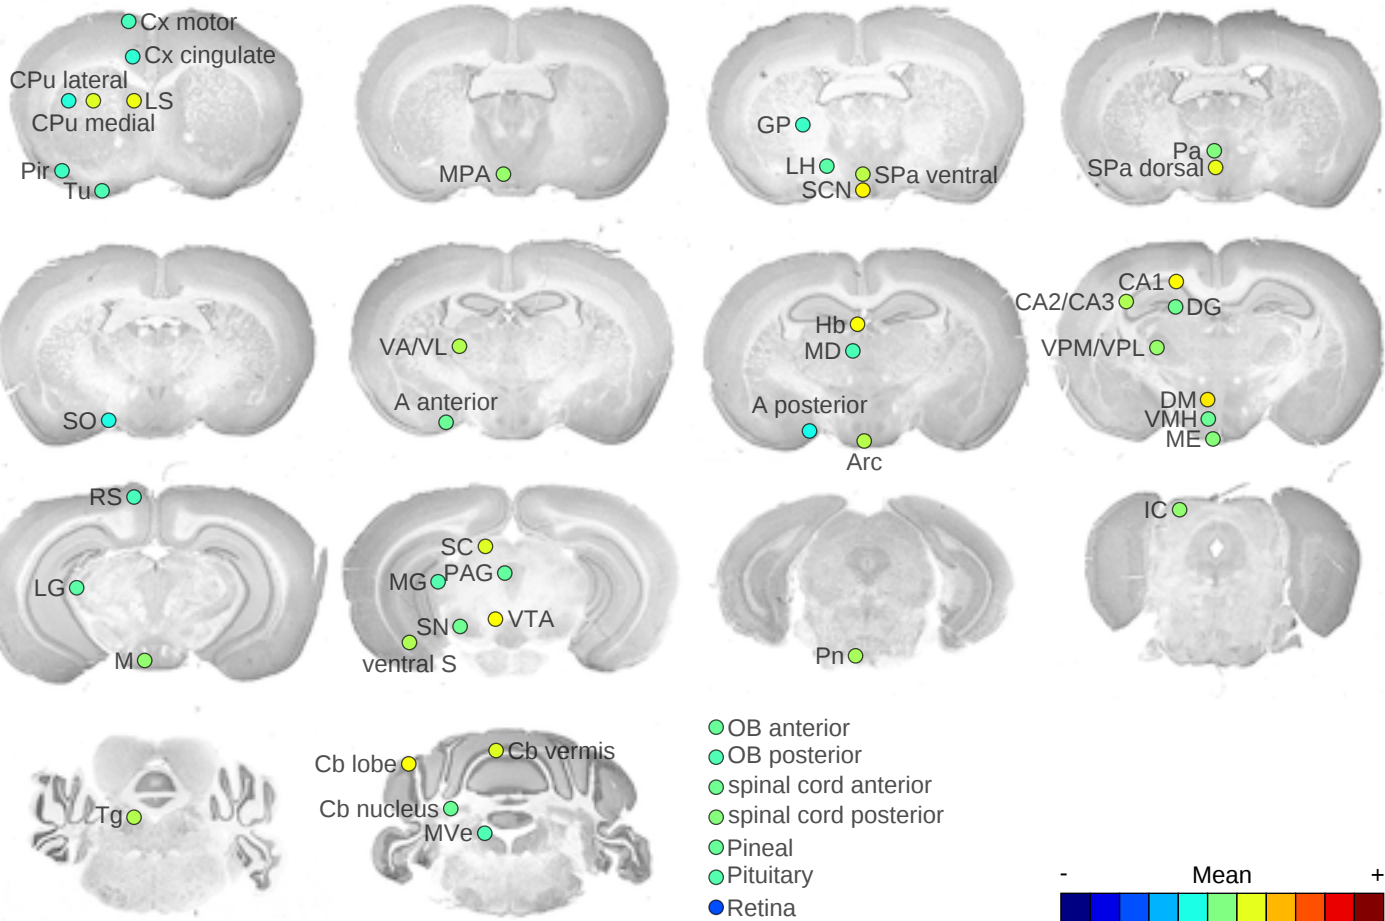 Cx motor
Cx cingulate
CPu lateral
LS
CPu medial
Pir
Tu
MPA
GP
LH
SPa ventral
SCN
Pa
SPa dorsal
SO
VA/VL
A anterior
Hb
MD
A posterior
Arc
CA1
CA2/CA3
DG
VPM/VPL
DM
VMH
ME
RS
LG
M
SC
PAG
MG
VTA
SN
ventral S
Pn
IC
Tg
Cb vermis
Cb lobe
Cb nucleus
MVe
OB anterior
OB posterior
spinal cord anterior
spinal cord posterior
Pineal
Pituitary
Retina
- Mean +